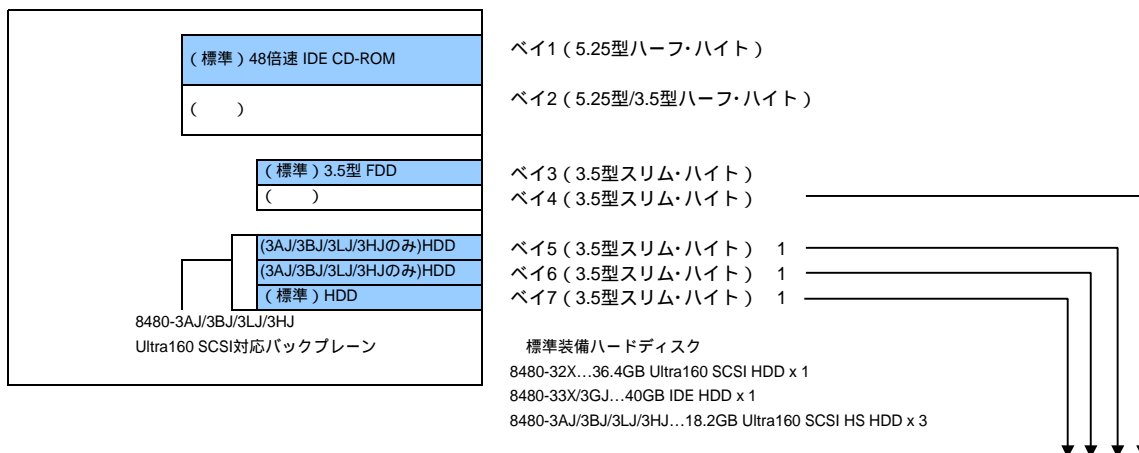 (標準)48倍速 IDE CD-ROM
ベイ1(5.25型ハーフ・ハイト)
(　　)
ベイ2(5.25型/3.5型ハーフ・ハイト)
(標準)3.5型 FDD
ベイ3(3.5型スリム・ハイト)
(　　)
ベイ4(3.5型スリム・ハイト)
(3AJ/3BJ/3LJ/3HJのみ)HDD
ベイ5(3.5型スリム・ハイト) 1
(3AJ/3BJ/3LJ/3HJのみ)HDD
ベイ6(3.5型スリム・ハイト) 1
(標準)HDD
ベイ7(3.5型スリム・ハイト) 1
8480-3AJ/3BJ/3LJ/3HJ
Ultra160 SCSI対応バックプレーン
標準装備ハードディスク
8480-32X…36.4GB Ultra160 SCSI HDD x 1
8480-33X/3GJ…40GB IDE HDD x 1
8480-3AJ/3BJ/3LJ/3HJ…18.2GB Ultra160 SCSI HS HDD x 3